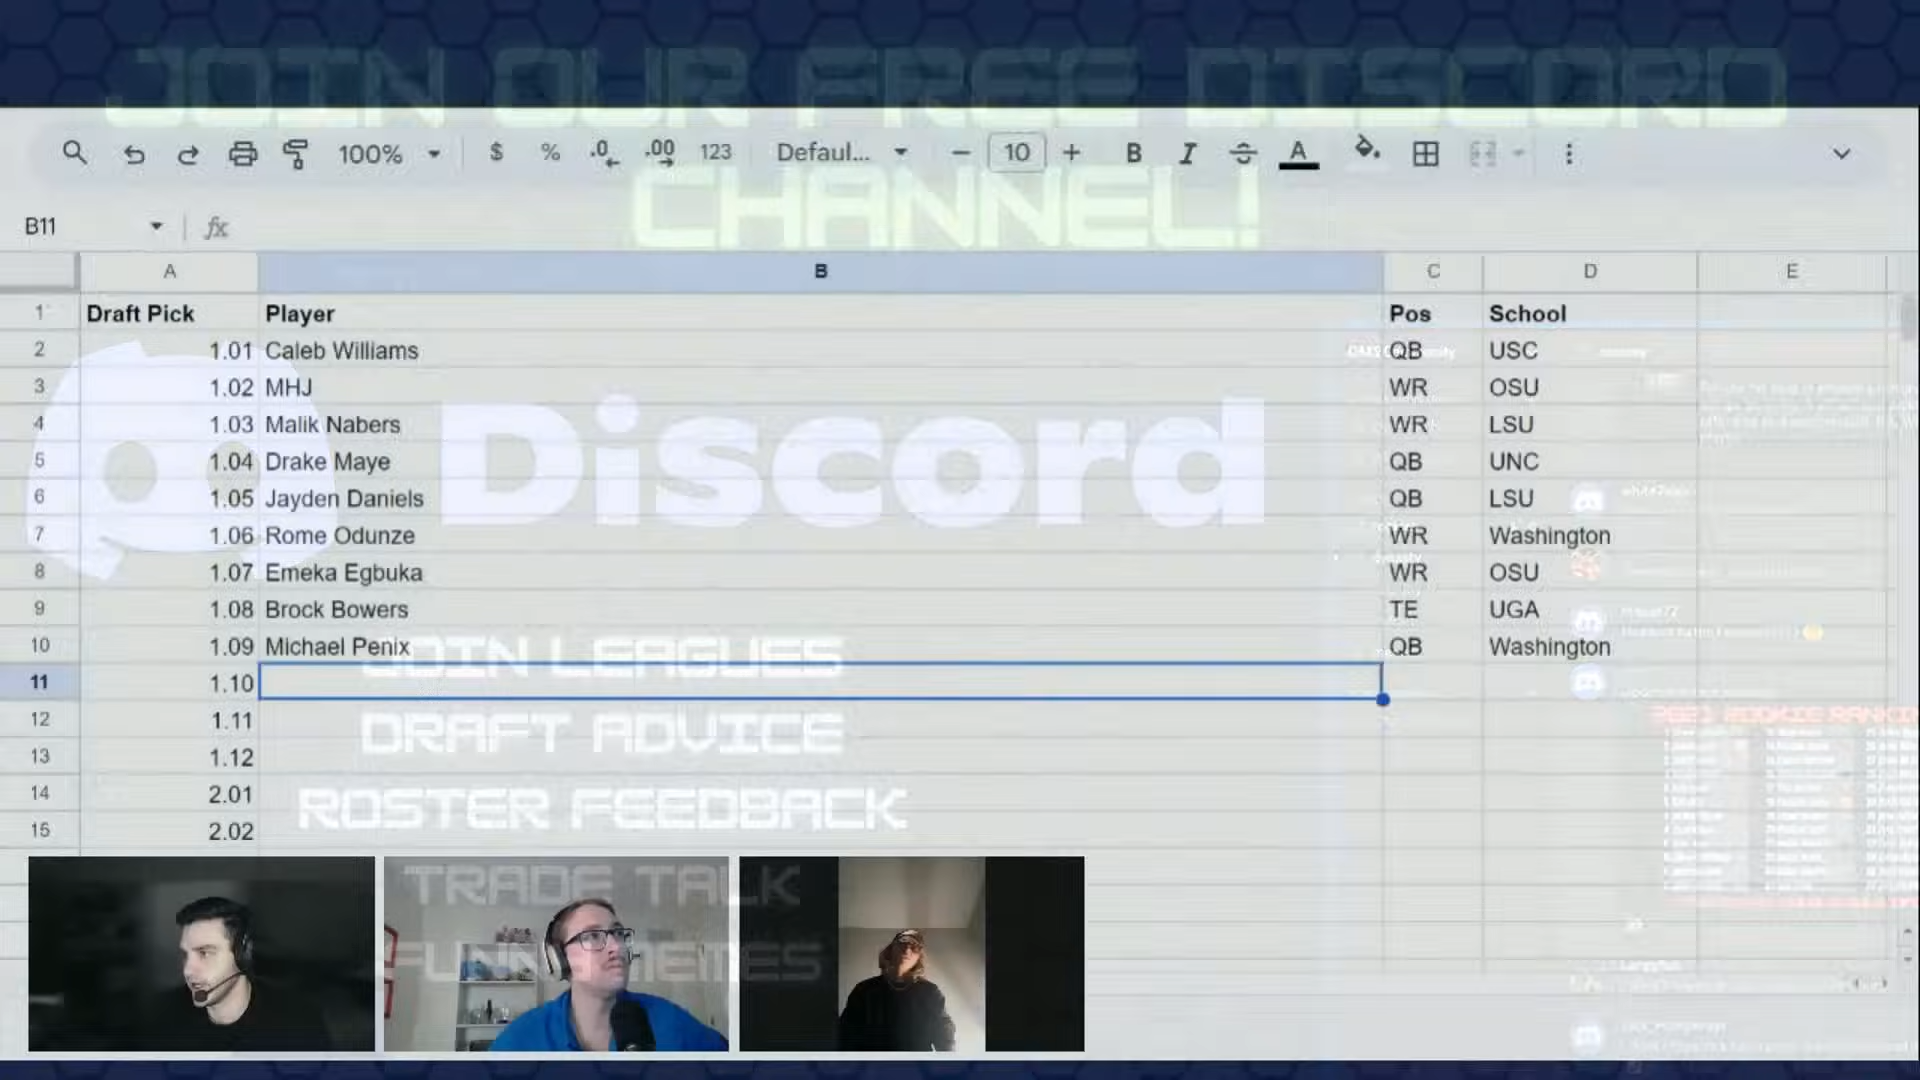 JOIN OUR FREE DISCORD
CHANNEL!
100% $ % .0 .00 123 Defaul... 10 B I A
B11 fx
A B C D E
1 Draft Pick Player Pos School
2 1.01 Caleb Williams QB USC
3 1.02 MHJ WR OSU
4 1.03 Malik Nabers WR LSU
5 1.04 Drake Maye QB UNC
6 1.05 Jayden Daniels QB LSU
7 1.06 Rome Odunze WR Washington
8 1.07 Emeka Egbuka WR OSU
9 1.08 Brock Bowers TE UGA
10 1.09 Michael Penix QB Washington
11 1.10
12 1.11
13 1.12
14 2.01
15 2.02
Discord
JOIN LEAGUES
DRAFT ADVICE
ROSTER FEEDBACK
TRADE TALK
FUNNY MEMES